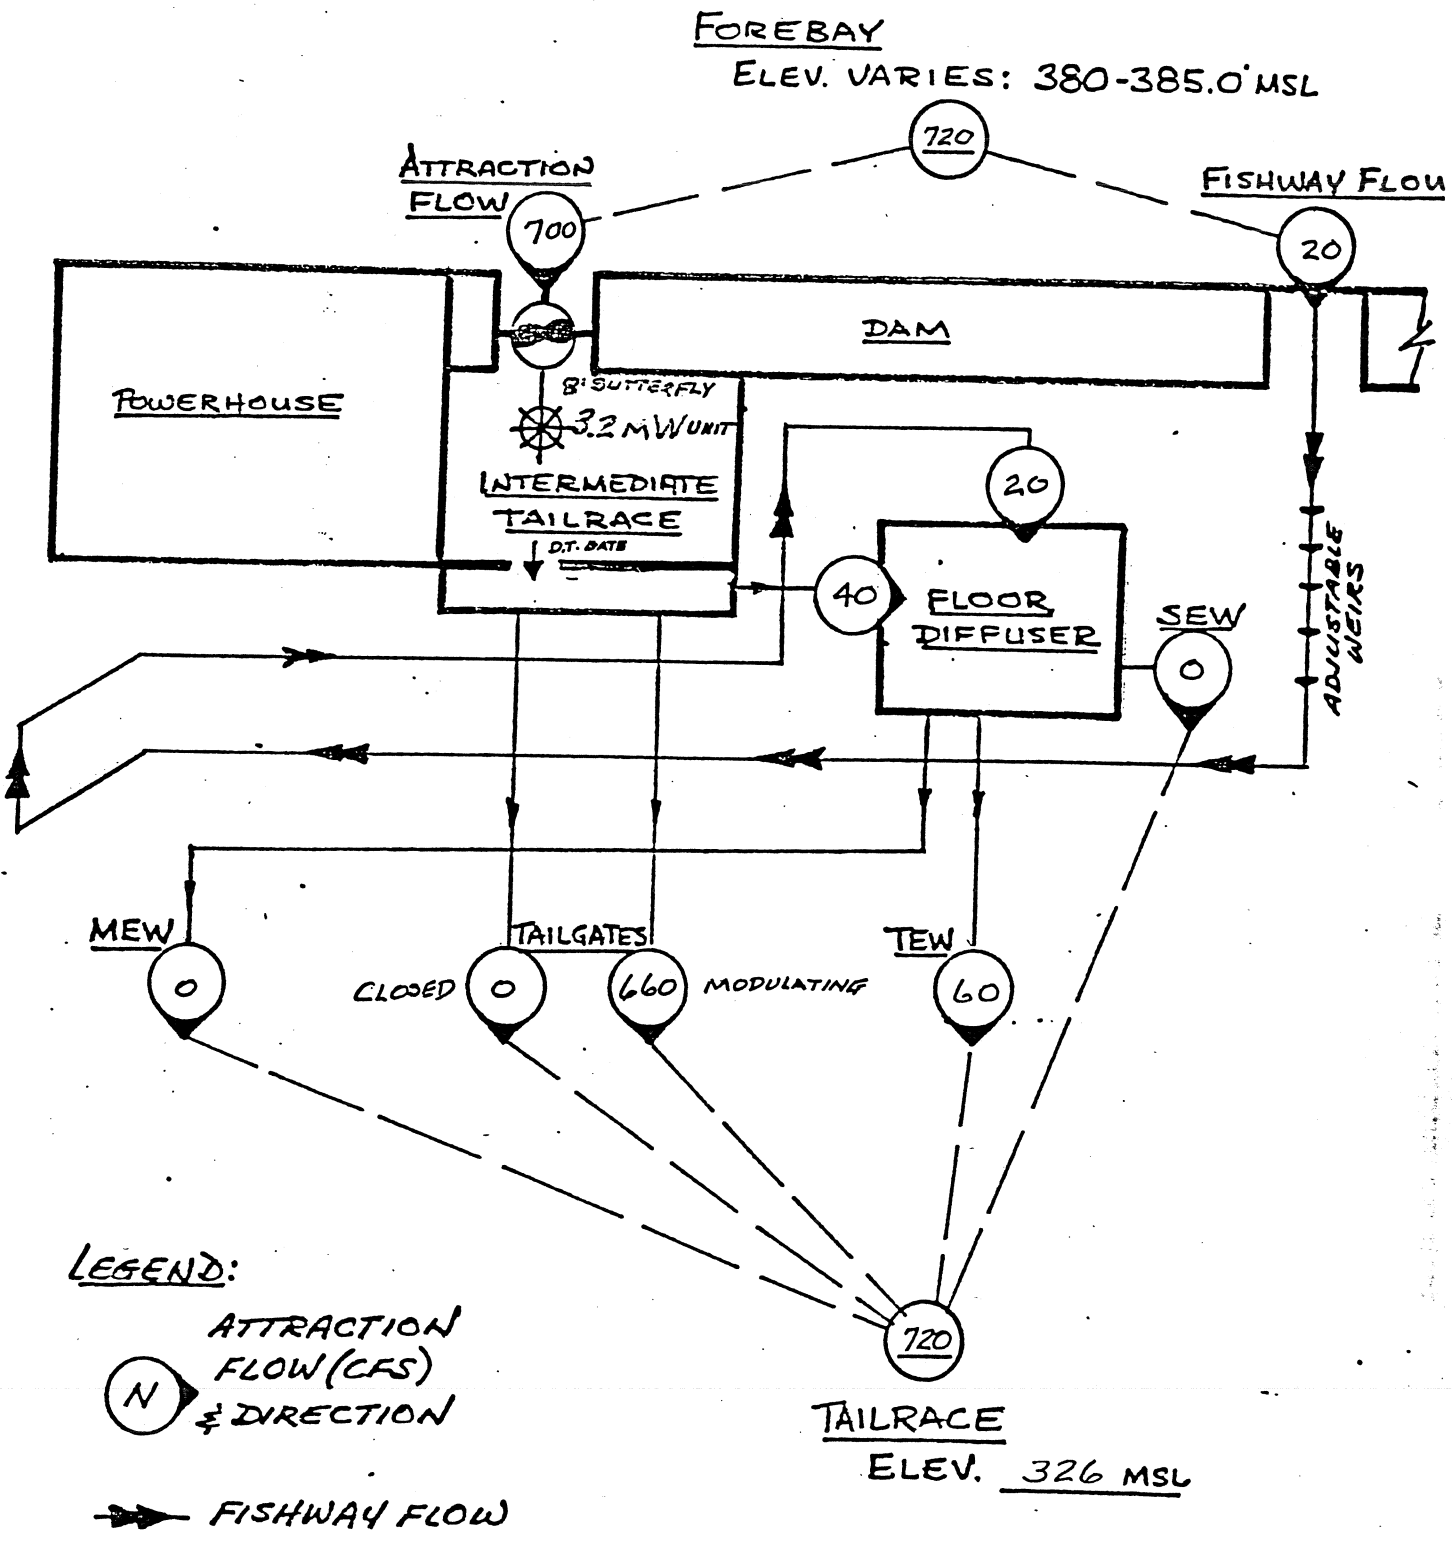 FOREBAY
ELEV. VARIES: 380-385.0' MSL
720
ATTRACTION
FLOW
700
FISHWAY FLOW
20
DAM
POWERHOUSE
8' BUTTERFLY
3.2 MW UNIT
INTERMEDIATE
TAILRACE
D.T. GATE
20
40
FLOOR
DIFFUSER
SEW
0
ADJUSTABLE
WEIRS
MEW
0
TAILGATES
CLOSED
0
660
MODULATING
TEW
60
LEGEND:
ATTRACTION
FLOW (CFS)
& DIRECTION
N
FISHWAY FLOW
720
TAILRACE
ELEV. 326 MSL